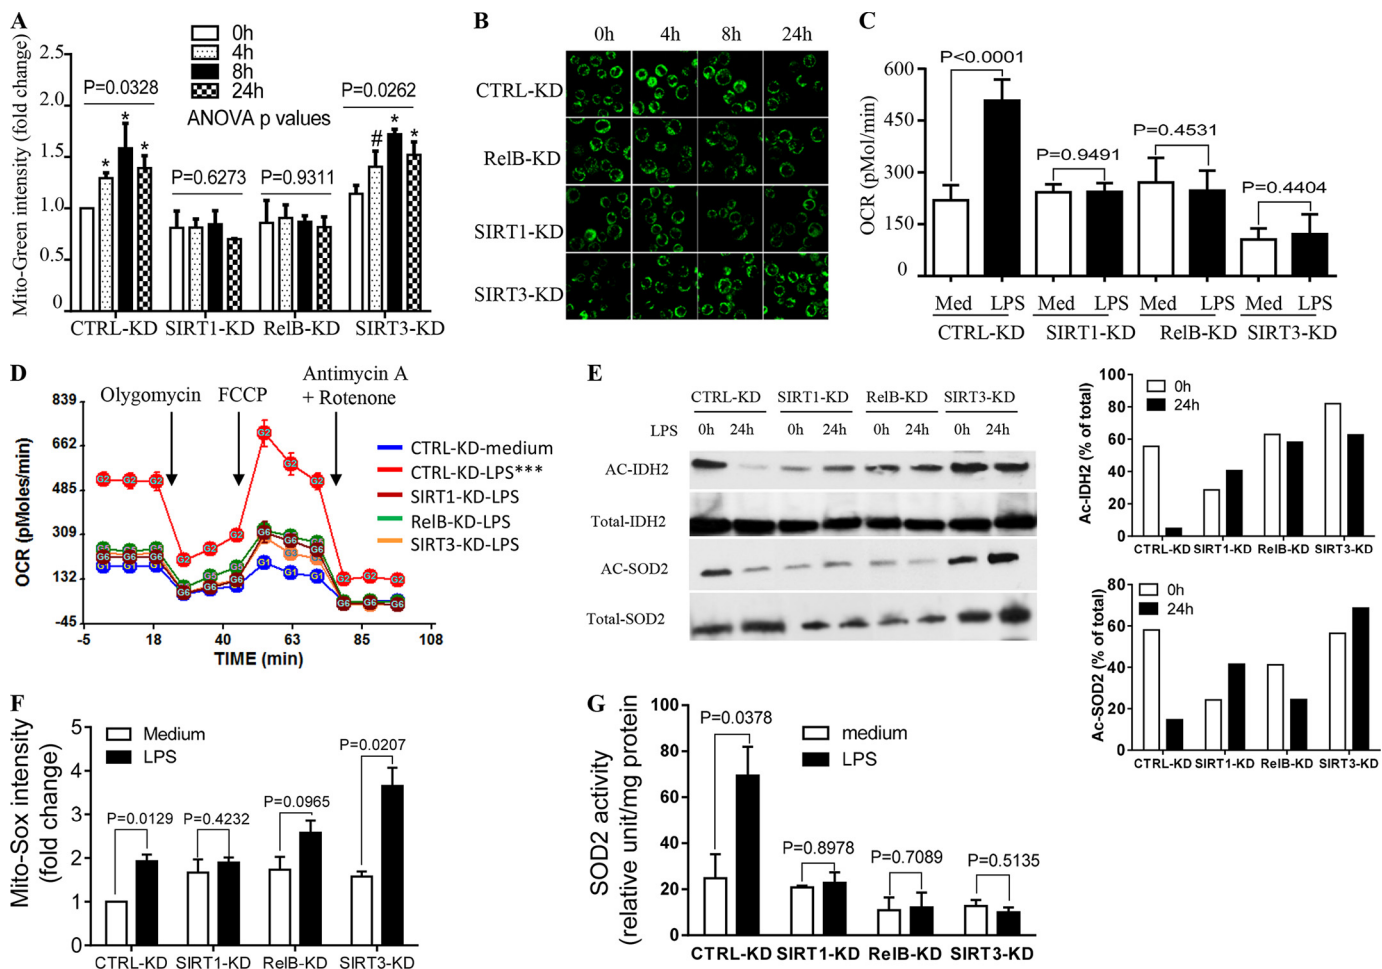 A
0h
4h
8h
24h
ANOVA p values
Mito-Green intensity (fold change)
2.5
2.0
1.5
1.0
0.5
0
P=0.0328
P=0.6273
P=0.9311
P=0.0262
*
*
*
#
*
*
CTRL-KD
SIRT1-KD
RelB-KD
SIRT3-KD
B
0h 4h 8h 24h
CTRL-KD
RelB-KD
SIRT1-KD
SIRT3-KD
C
OCR (pMol/min)
600
450
300
150
0
P<0.0001
P=0.9491
P=0.4531
P=0.4404
Med LPS Med LPS Med LPS Med LPS
CTRL-KD SIRT1-KD RelB-KD SIRT3-KD
D
Olygomycin
FCCP
Antimycin A
+ Rotenone
OCR (pMoles/min)
839
662
485
309
132
-45
-5 18 40 63 85 108
TIME (min)
CTRL-KD-medium
CTRL-KD-LPS***
SIRT1-KD-LPS
RelB-KD-LPS
SIRT3-KD-LPS
E
CTRL-KD SIRT1-KD RelB-KD SIRT3-KD
LPS 0h 24h 0h 24h 0h 24h 0h 24h
AC-IDH2
Total-IDH2
AC-SOD2
Total-SOD2
Ac-IDH2 (% of total)
100
80
60
40
20
0
0h
24h
CTRL-KD SIRT1-KD RelB-KD SIRT3-KD
Ac-SOD2 (% of total)
80
60
40
20
0
0h
24h
CTRL-KD SIRT1-KD RelB-KD SIRT3-KD
F
Mito-Sox intensity
(fold change)
5
4
3
2
1
0
Medium
LPS
P=0.0129
P=0.4232
P=0.0965
P=0.0207
CTRL-KD SIRT1-KD RelB-KD SIRT3-KD
G
SOD2 activity
(relative unit/mg protein
100
80
60
40
20
0
medium
LPS
P=0.0378
P=0.8978
P=0.7089
P=0.5135
CTRL-KD SIRT1-KD RelB-KD SIRT3-KD